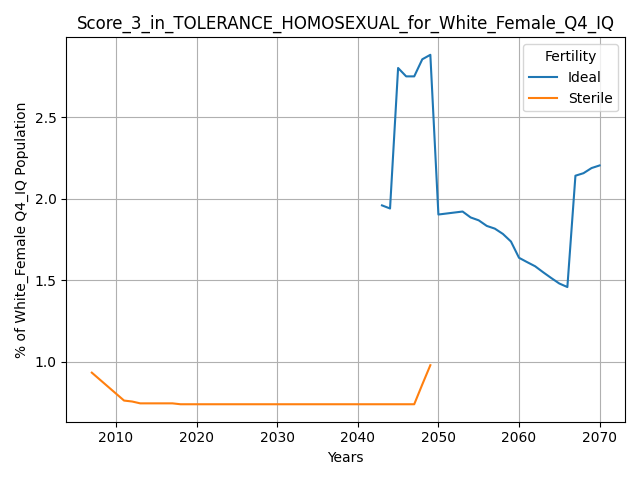 Score_3_in_TOLERANCE_HOMOSEXUAL_for_White_Female_Q4_IQ
Fertility
Ideal
Sterile
% of White_Female Q4_IQ Population
2.5
2.0
1.5
1.0
2010 2020 2030 2040 2050 2060 2070
Years